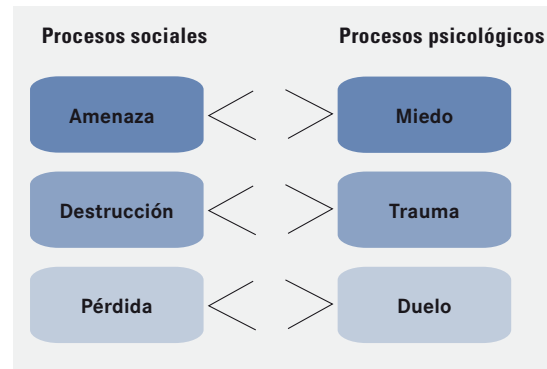 Procesos sociales Procesos psicológicos
Amenaza Miedo
Destrucción Trauma
Pérdida Duelo